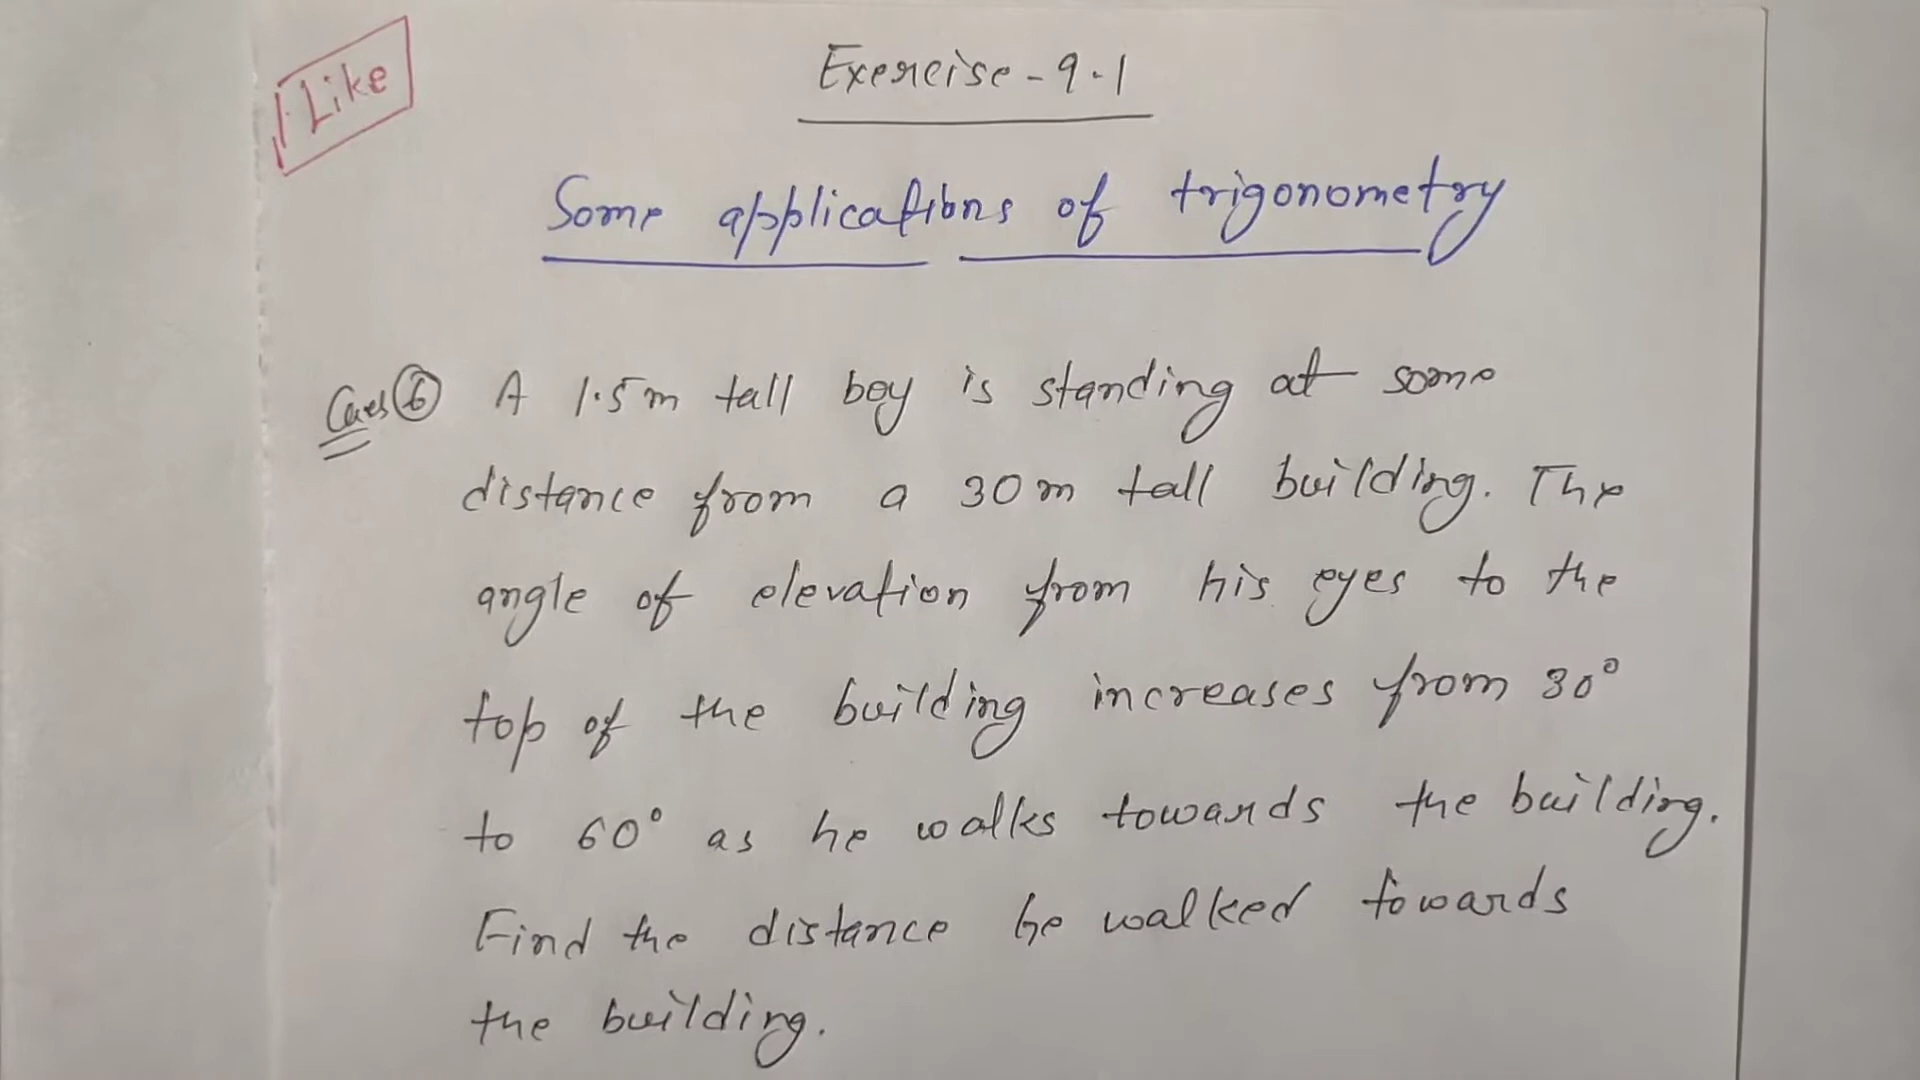 Like
Exercise-9.1
Some applications of trigonometry
Ques 6 A 1.5m tall boy is standing at some
distance from a 30m tall building. The
angle of elevation from his eyes to the
top of the building increases from 30°
to 60° as he walks towards the building.
Find the distance he walked towards
the building.